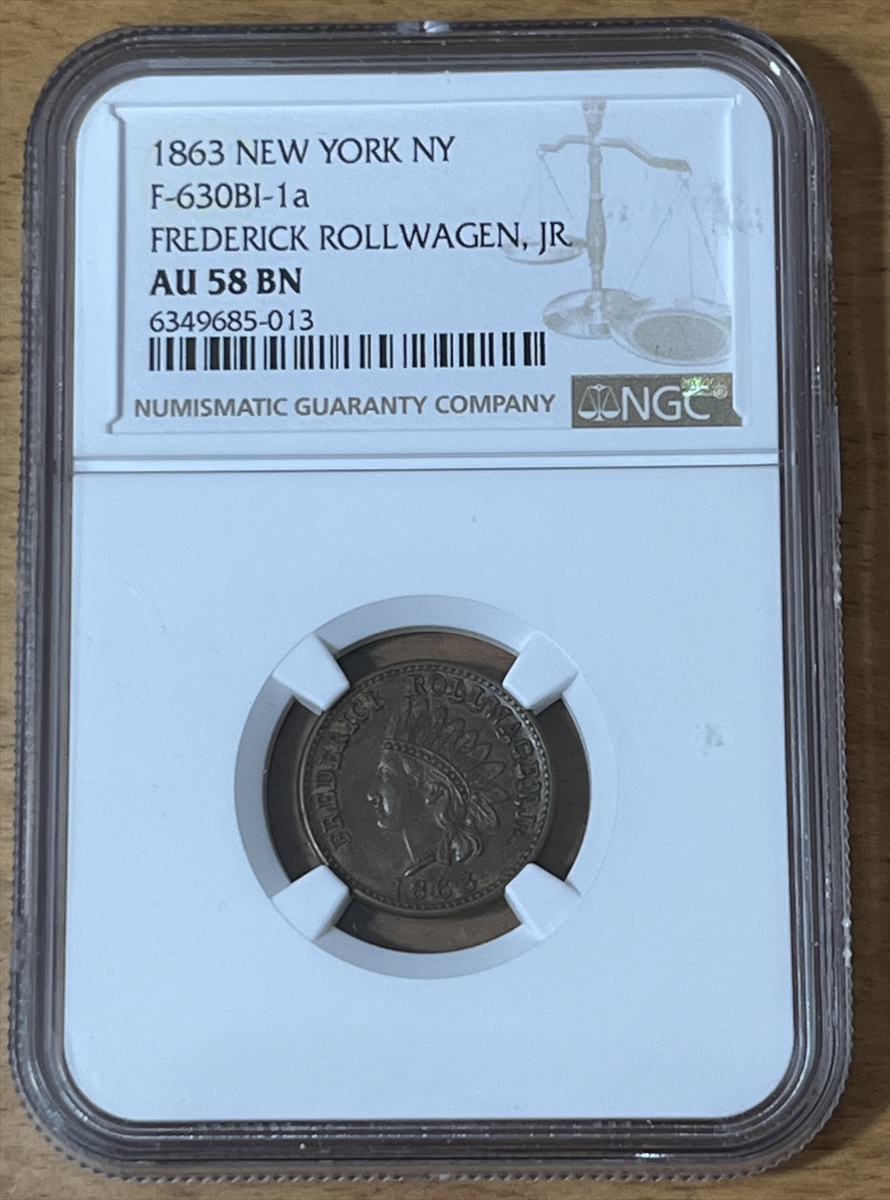 1863 NEW YORK NY
F-630BI-1a
FREDERICK ROLLWAGEN, JR.
AU 58 BN
6349685-013
NUMISMATIC GUARANTY COMPANY
NGC®
FREDERICK ROLLWAGEN, JR.
1863